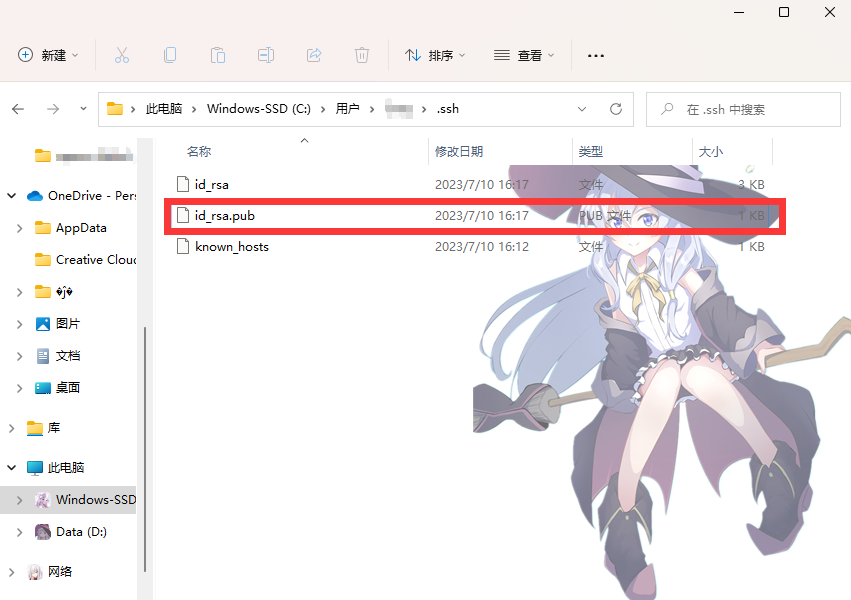 新建 排序 查看
此电脑 Windows-SSD (C:) 用户 .ssh 在 .ssh 中搜索
名称 修改日期 类型 大小
id_rsa 2023/7/10 16:17 文件 3 KB
id_rsa.pub 2023/7/10 16:17 PUB 文件 1 KB
known_hosts 2023/7/10 16:12 文件 1 KB
OneDrive - Pers
AppData
Creative Cloud
�ĵ�
图片
文档
桌面
库
此电脑
Windows-SSD
Data (D:)
网络